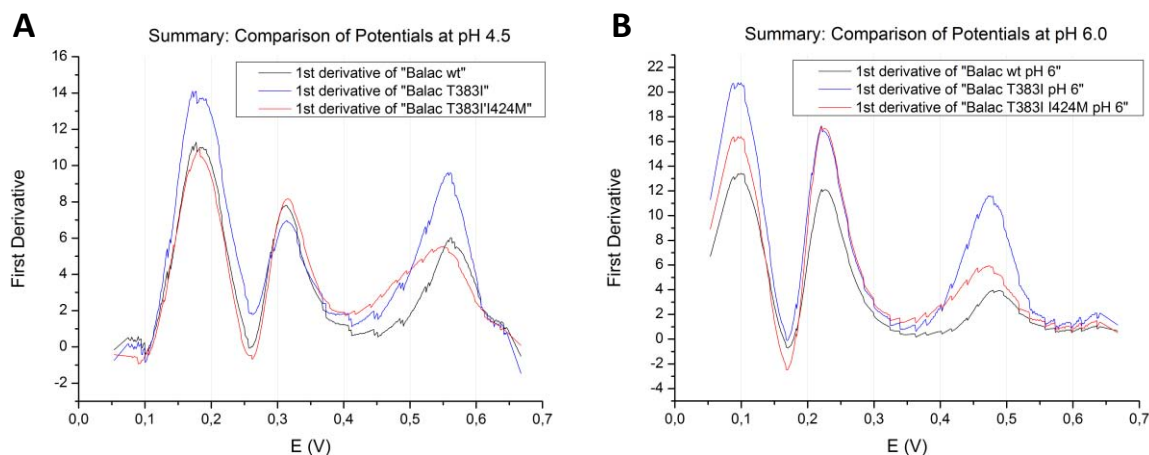 A
Summary: Comparison of Potentials at pH 4.5
1st derivative of "Balac wt"
1st derivative of "Balac T383I"
1st derivative of "Balac T383I'I424M"
16
14
12
10
8
6
4
2
0
-2
First Derivative
0,0 0,1 0,2 0,3 0,4 0,5 0,6 0,7
E (V)
B
Summary: Comparison of Potentials at pH 6.0
1st derivative of "Balac wt pH 6"
1st derivative of "Balac T383I pH 6"
1st derivative of "Balac T383I I424M pH 6"
22
20
18
16
14
12
10
8
6
4
2
0
-2
-4
First Derivative
0,0 0,1 0,2 0,3 0,4 0,5 0,6 0,7
E (V)